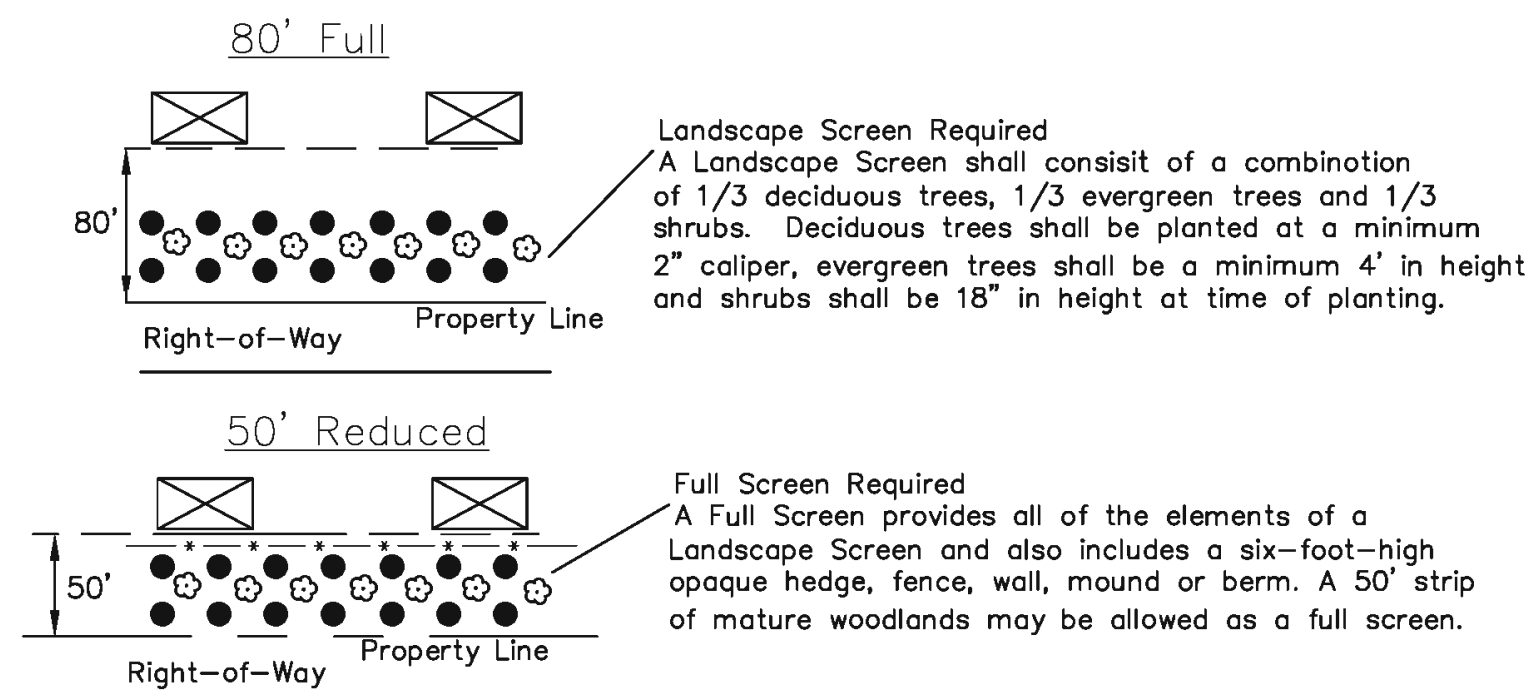 80' Full
Landscape Screen Required
A Landscape Screen shall consisit of a combinotion
of 1/3 deciduous trees, 1/3 evergreen trees and 1/3
shrubs. Deciduous trees shall be planted at a minimum
2" caliper, evergreen trees shall be a minimum 4' in height
and shrubs shall be 18" in height at time of planting.
80'
Property Line
Right-of-Way
50' Reduced
Full Screen Required
A Full Screen provides all of the elements of a
Landscape Screen and also includes a six-foot-high
opaque hedge, fence, wall, mound or berm. A 50' strip
of mature woodlands may be allowed as a full screen.
50'
Property Line
Right-of-Way